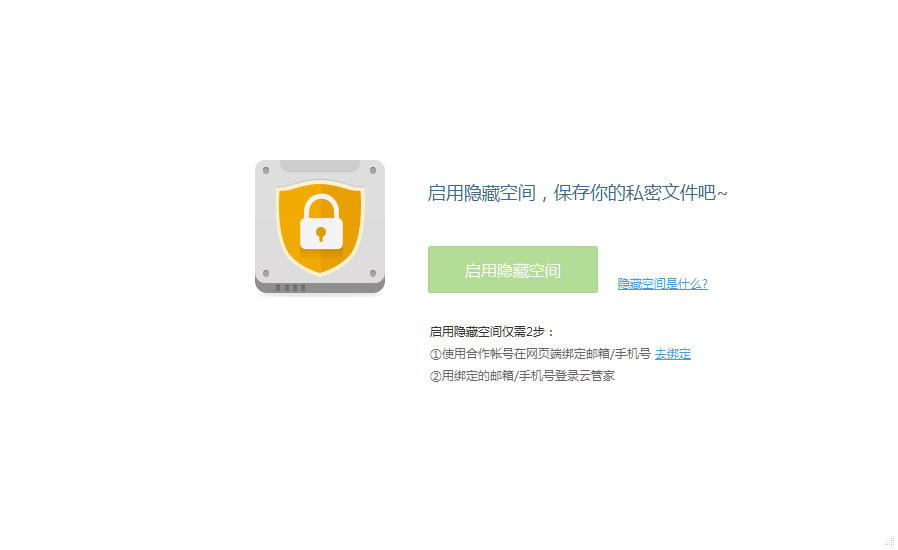 启用隐藏空间，保存你的私密文件吧~
启用隐藏空间
隐藏空间是什么?
启用隐藏空间仅需2步：
①使用合作帐号在网页端绑定邮箱/手机号 去绑定
②用绑定的邮箱/手机号登录云管家